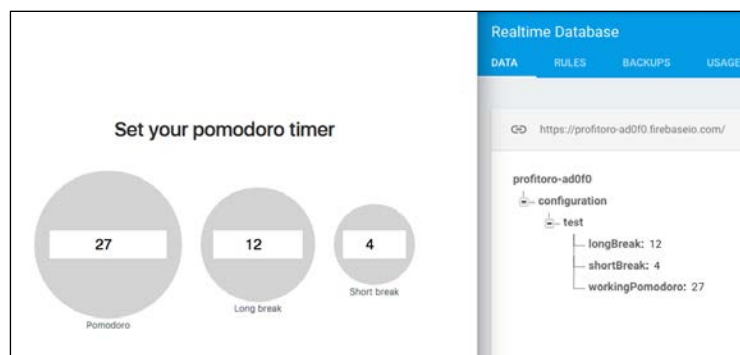 Set your pomodoro timer
27
12
4
Pomodoro
Long break
Short break
Realtime Database
DATA RULES BACKUPS USAGE
https://profitoro-ad0f0.firebaseio.com/
profitoro-ad0f0
configuration
test
longBreak: 12
shortBreak: 4
workingPomodoro: 27